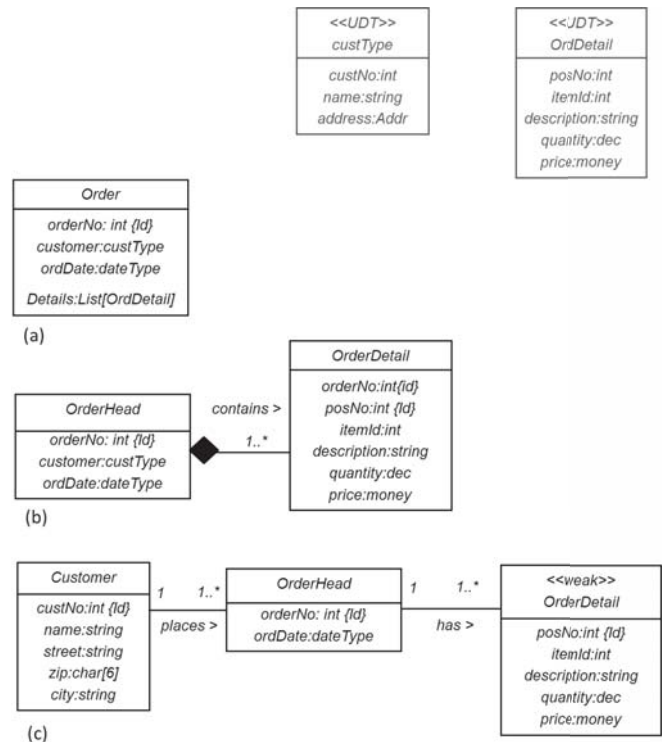 <<UDT>>
custType
custNo:int
name:string
address:Addr
<<UDT>>
OrdDetail
posNo:int
itemId:int
description:string
quantity:dec
price:money
Order
orderNo: int {Id}
customer:custType
ordDate:dateType
Details:List[OrdDetail]
(a)
OrderHead
orderNo: int {Id}
customer:custType
ordDate:dateType
contains >
1..*
OrderDetail
orderNo:int{id}
posNo:int {Id}
itemId:int
description:string
quantity:dec
price:money
(b)
Customer
custNo:int {Id}
name:string
street:string
zip:char[6]
city:string
1
1..*
places >
OrderHead
orderNo: int {Id}
ordDate:dateType
1
1..*
has >
<<weak>>
OrderDetail
posNo:int {Id}
itemId:int
description:string
quantity:dec
price:money
(c)